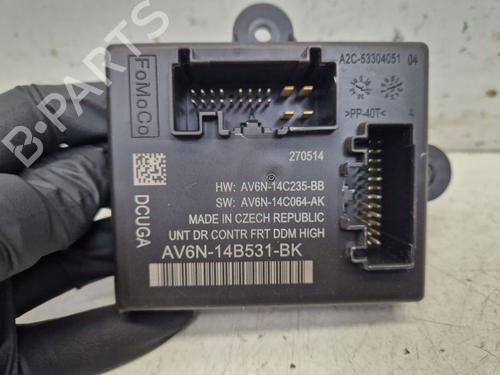 A2C-53304051 04
FoMoCo
>PP-40T< 4
270514
HW: AV6N-14C235-BB
SW: AV6N-14C064-AK
MADE IN CZECH REPUBLIC
UNT DR CONTR FRT DDM HIGH
DCUGA
AV6N-14B531-BK
B-PARTS